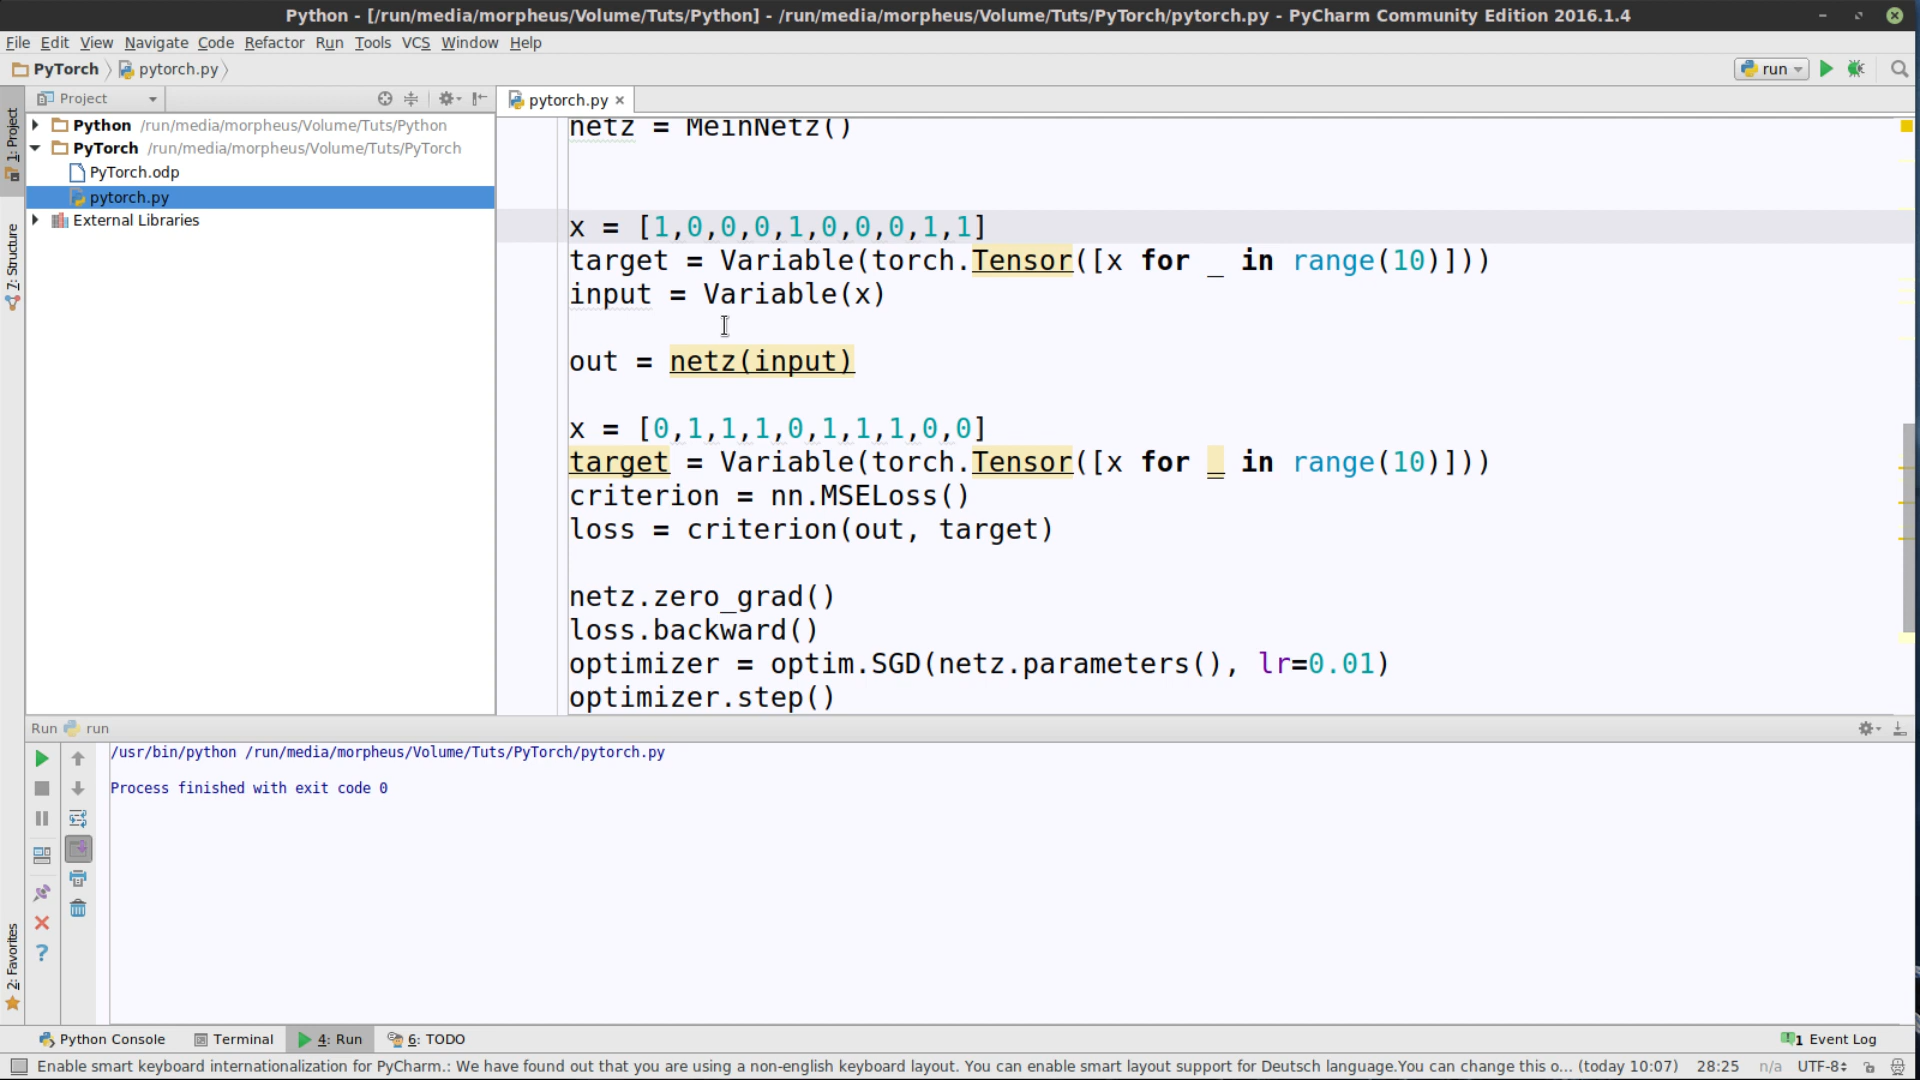 Python - [/run/media/morpheus/Volume/Tuts/Python] - /run/media/morpheus/Volume/Tuts/PyTorch/pytorch.py - PyCharm Community Edition 2016.1.4
File Edit View Navigate Code Refactor Run Tools VCS Window Help
PyTorch pytorch.py run
Project
pytorch.py
1: Project
7: Structure
2: Favorites
Python /run/media/morpheus/Volume/Tuts/Python
PyTorch /run/media/morpheus/Volume/Tuts/PyTorch
PyTorch.odp
pytorch.py
External Libraries
netz = MeinNetz()
x = [1,0,0,0,1,0,0,0,1,1]
target = Variable(torch.Tensor([x for _ in range(10)]))
input = Variable(x)
out = netz(input)
x = [0,1,1,1,0,1,1,1,0,0]
target = Variable(torch.Tensor([x for _ in range(10)]))
criterion = nn.MSELoss()
loss = criterion(out, target)
netz.zero_grad()
loss.backward()
optimizer = optim.SGD(netz.parameters(), lr=0.01)
optimizer.step()
Run run
/usr/bin/python /run/media/morpheus/Volume/Tuts/PyTorch/pytorch.py
Process finished with exit code 0
Python Console Terminal 4: Run 6: TODO 1 Event Log
Enable smart keyboard internationalization for PyCharm.: We have found out that you are using a non-english keyboard layout. You can enable smart layout support for Deutsch language.You can change this o... (today 10:07) 28:25 n/a UTF-8